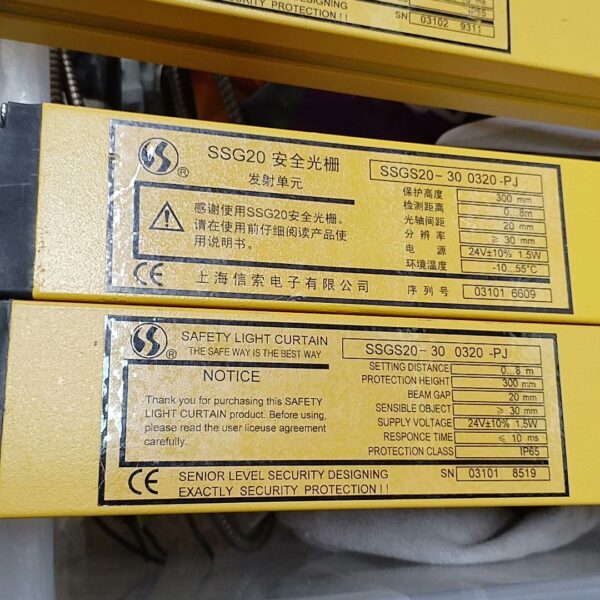 DESIGNING
SECURITY PROTECTION!!
ms
IP65
SN 03102 9311
SSG20 安全光栅
发射单元
®
感谢使用SSG20安全光栅。
请在使用前仔细阅读产品使
用说明书。
CE 上海信索电子有限公司
SSGS20-30 0320-PJ
保护高度 300 mm
检测距离 0...8m
光轴间距 20 mm
分辨率 ≥ 30 mm
电源 24V±10% 1.5W
环境温度 -10...55°C
序列号 03101 6609
SAFETY LIGHT CURTAIN
THE SAFE WAY IS THE BEST WAY
®
NOTICE
Thank you for purchasing this SAFETY
LIGHT CURTAIN product. Before using,
please read the user liceuse agreement
carefully.
CE SENIOR LEVEL SECURITY DESIGNING
EXACTLY SECURITY PROTECTION!!
SSGS20-30 0320-PJ
SETTING DISTANCE 0...8 m
PROTECTION HEIGHT 300 mm
BEAM GAP 20 mm
SENSIBLE OBJECT ≥ 30 mm
SUPPLY VOLTAGE 24V±10% 1.5W
RESPONCE TIME ≤ 10 ms
PROTECTION CLASS IP65
SN 03101 8519